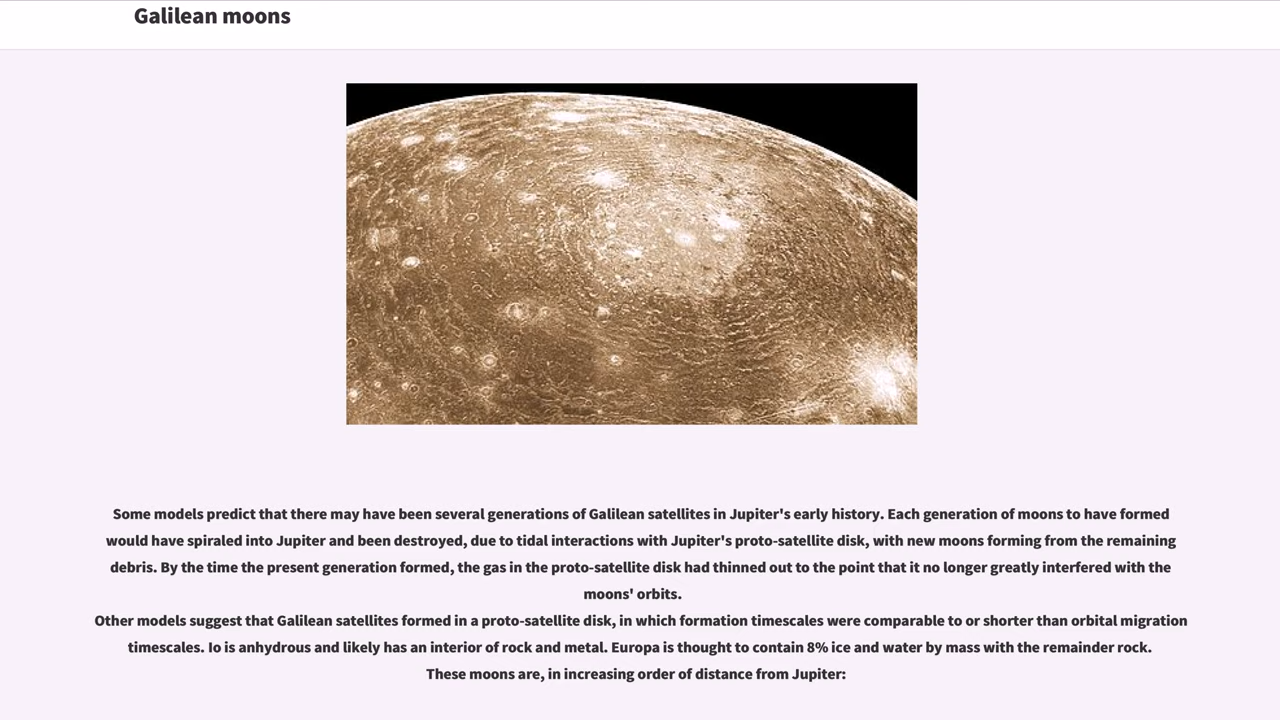 Galilean moons
Some models predict that there may have been several generations of Galilean satellites in Jupiter's early history. Each generation of moons to have formed
would have spiraled into Jupiter and been destroyed, due to tidal interactions with Jupiter's proto-satellite disk, with new moons forming from the remaining
debris. By the time the present generation formed, the gas in the proto-satellite disk had thinned out to the point that it no longer greatly interfered with the
moons' orbits.
Other models suggest that Galilean satellites formed in a proto-satellite disk, in which formation timescales were comparable to or shorter than orbital migration
timescales. Io is anhydrous and likely has an interior of rock and metal. Europa is thought to contain 8% ice and water by mass with the remainder rock.
These moons are, in increasing order of distance from Jupiter: